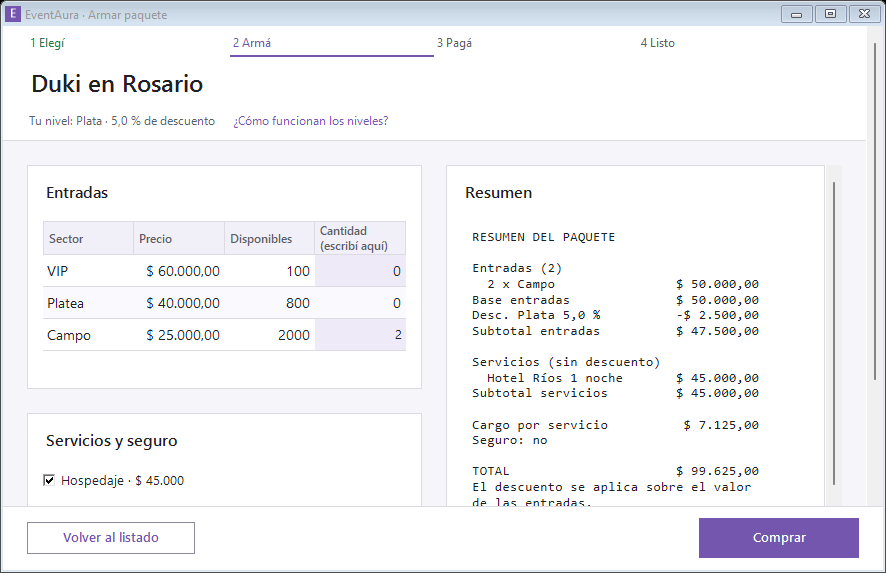 E EventAura · Armar paquete
1 Elegí 2 Armá 3 Pagá 4 Listo
Duki en Rosario
Tu nivel: Plata · 5,0 % de descuento ¿Cómo funcionan los niveles?
Entradas
Sector Precio Disponibles Cantidad (escribí aquí)
VIP $ 60.000,00 100 0
Platea $ 40.000,00 800 0
Campo $ 25.000,00 2000 2
Servicios y seguro
Hospedaje · $ 45.000
Resumen
RESUMEN DEL PAQUETE
Entradas (2)
2 x Campo $ 50.000,00
Base entradas $ 50.000,00
Desc. Plata 5,0 % -$ 2.500,00
Subtotal entradas $ 47.500,00
Servicios (sin descuento)
Hotel Ríos 1 noche $ 45.000,00
Subtotal servicios $ 45.000,00
Cargo por servicio $ 7.125,00
Seguro: no
TOTAL $ 99.625,00
El descuento se aplica sobre el valor
de las entradas.
Volver al listado
Comprar